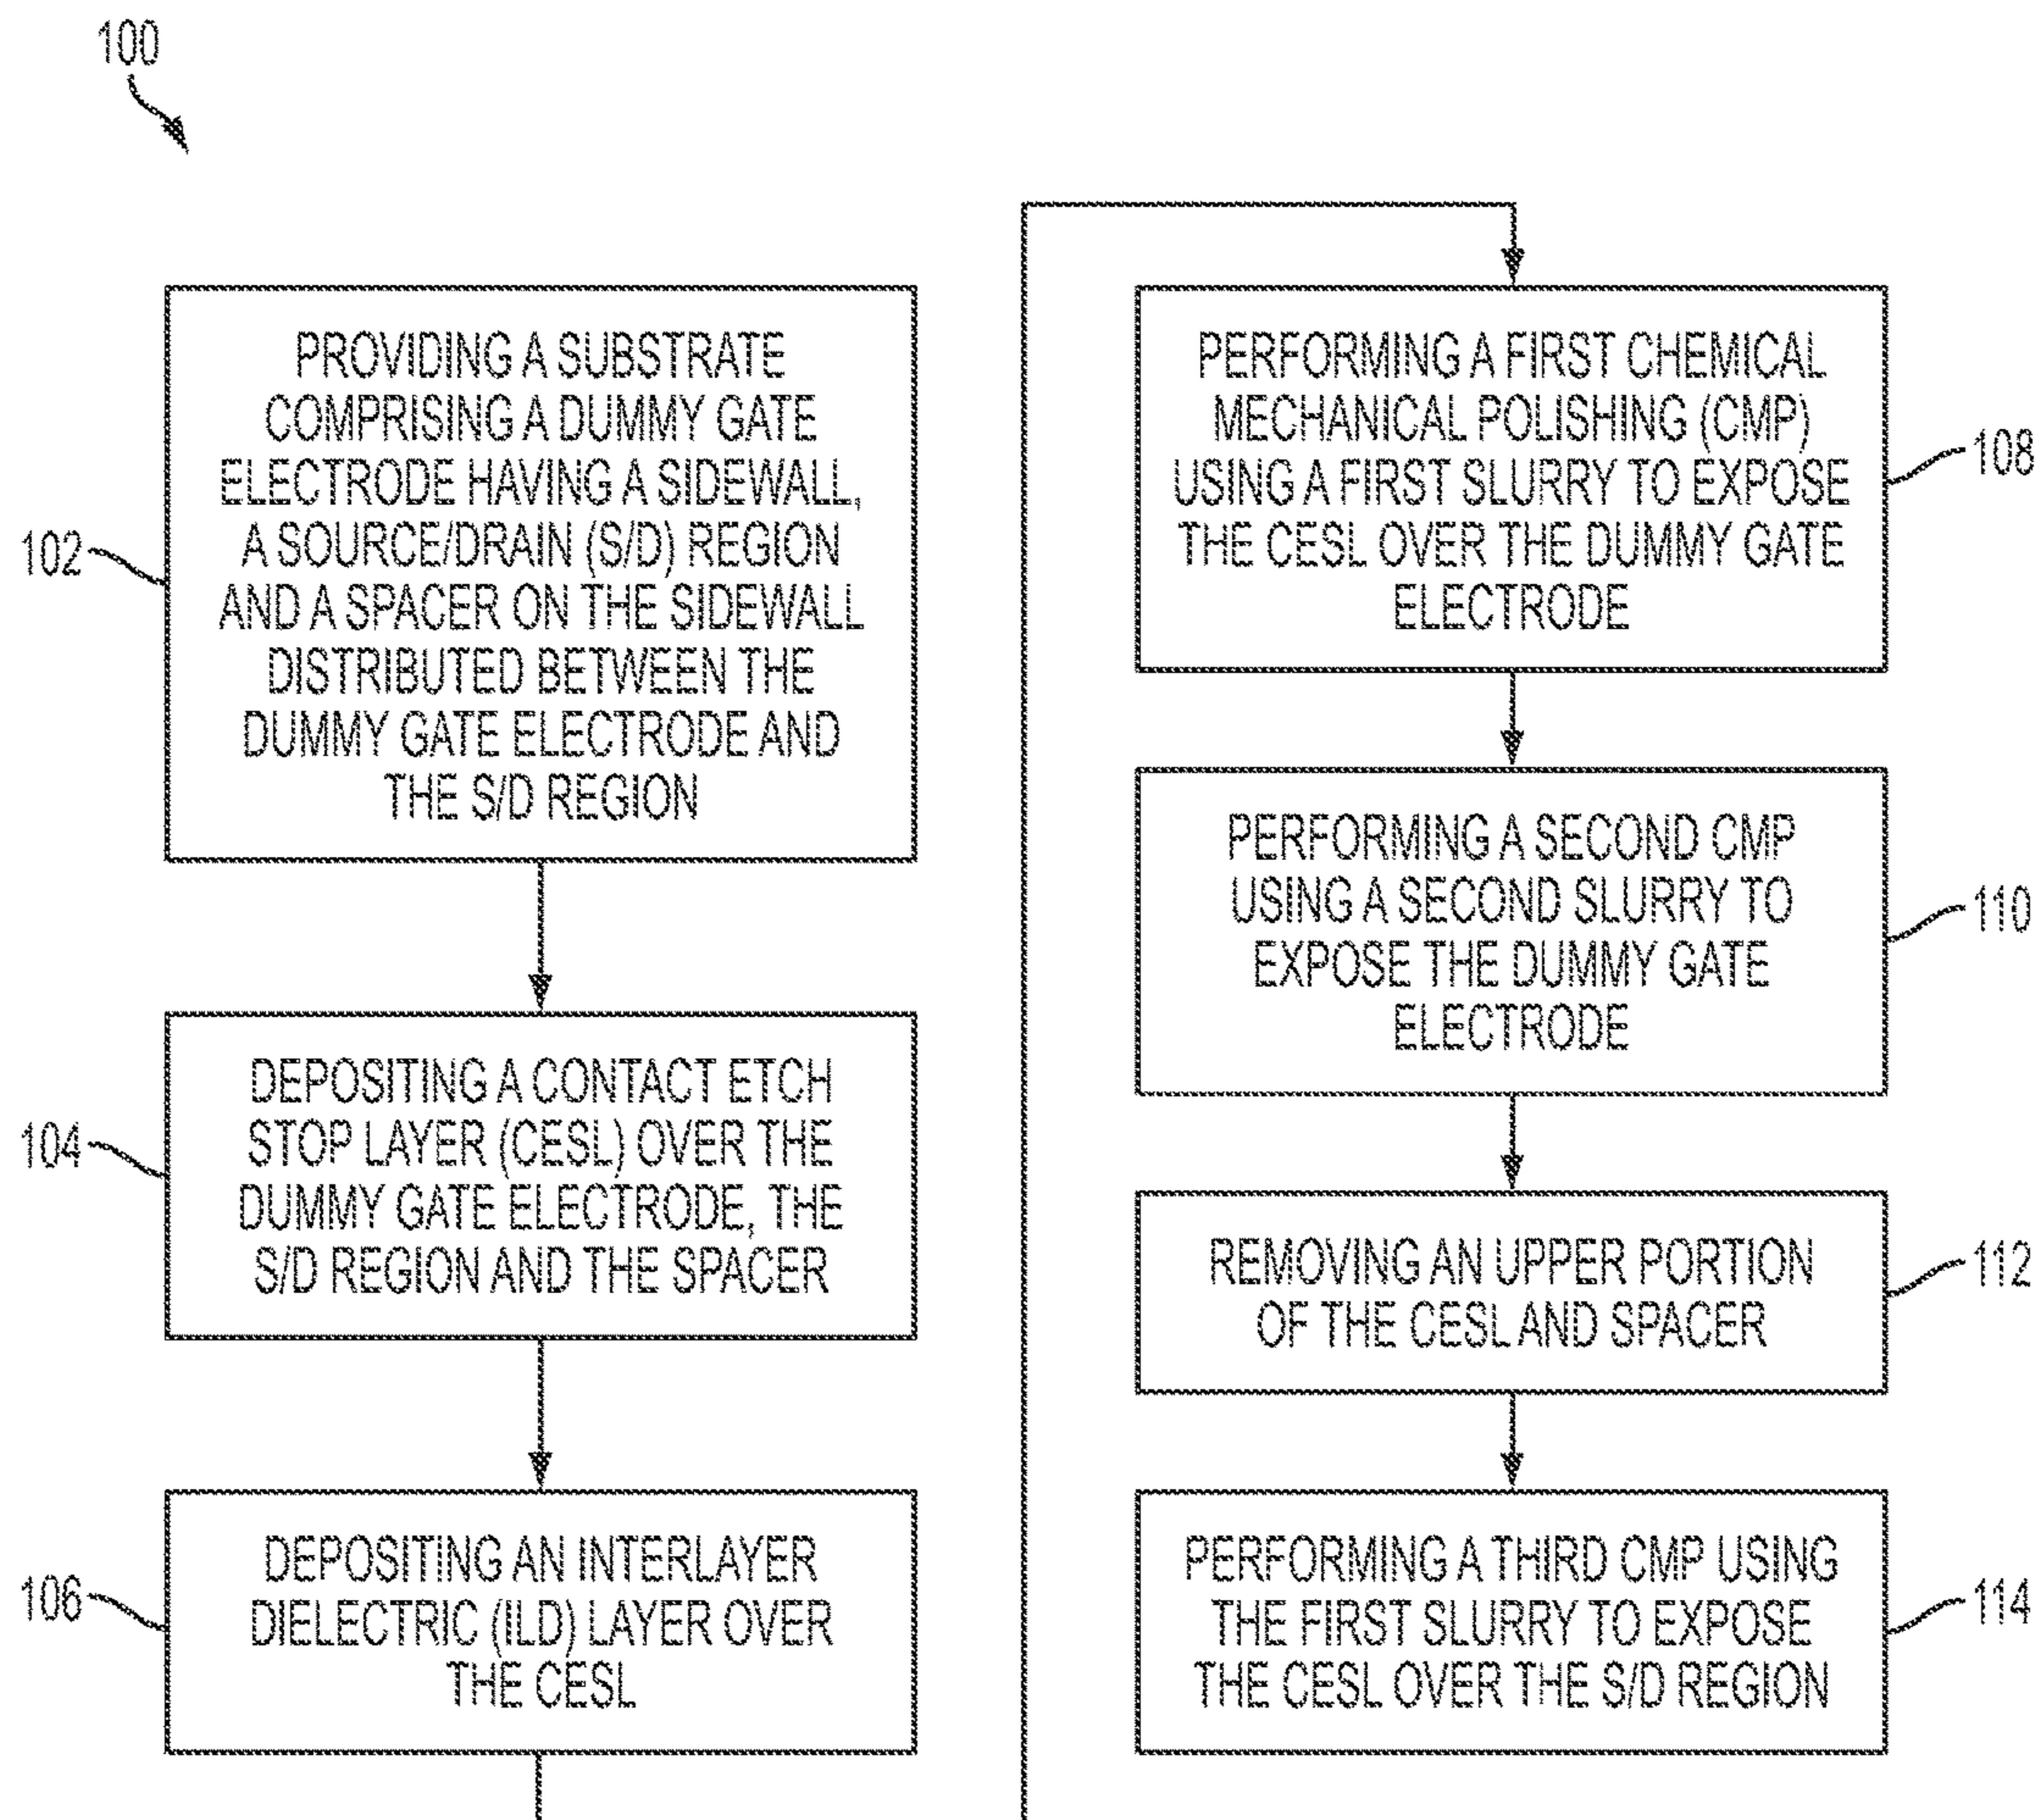 100
PROVIDING A SUBSTRATE
COMPRISING A DUMMY GATE
ELECTRODE HAVING A SIDEWALL,
A SOURCE/DRAIN (S/D) REGION
AND A SPACER ON THE SIDEWALL
DISTRIBUTED BETWEEN THE
DUMMY GATE ELECTRODE AND
THE S/D REGION
102
DEPOSITING A CONTACT ETCH
STOP LAYER (CESL) OVER THE
DUMMY GATE ELECTRODE, THE
S/D REGION AND THE SPACER
104
DEPOSITING AN INTERLAYER
DIELECTRIC (ILD) LAYER OVER
THE CESL
106
PERFORMING A FIRST CHEMICAL
MECHANICAL POLISHING (CMP)
USING A FIRST SLURRY TO EXPOSE
THE CESL OVER THE DUMMY GATE
ELECTRODE
108
PERFORMING A SECOND CMP
USING A SECOND SLURRY TO
EXPOSE THE DUMMY GATE
ELECTRODE
110
REMOVING AN UPPER PORTION
OF THE CESL AND SPACER
112
PERFORMING A THIRD CMP USING
THE FIRST SLURRY TO EXPOSE
THE CESL OVER THE S/D REGION
114